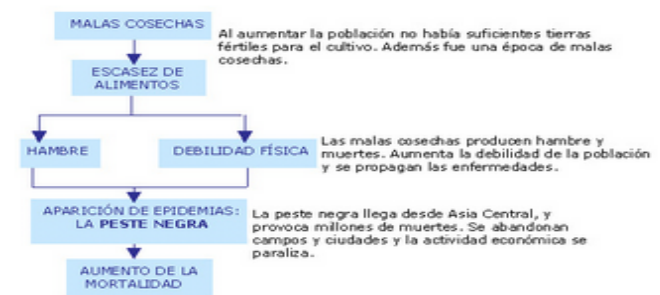 MALAS COSECHAS
Al aumentar la población no había suficientes tierras
fértiles para el cultivo. Además fue una época de malas
cosechas.
ESCASEZ DE
ALIMENTOS
HAMBRE
DEBILIDAD FÍSICA
Las malas cosechas producen hambre y
muertes. Aumenta la debilidad de la población
y se propagan las enfermedades.
APARICIÓN DE EPIDEMIAS:
LA PESTE NEGRA
La peste negra llega desde Asia Central, y
provoca millones de muertes. Se abandonan
campos y ciudades y la actividad económica se
paraliza.
AUMENTO DE LA
MORTALIDAD